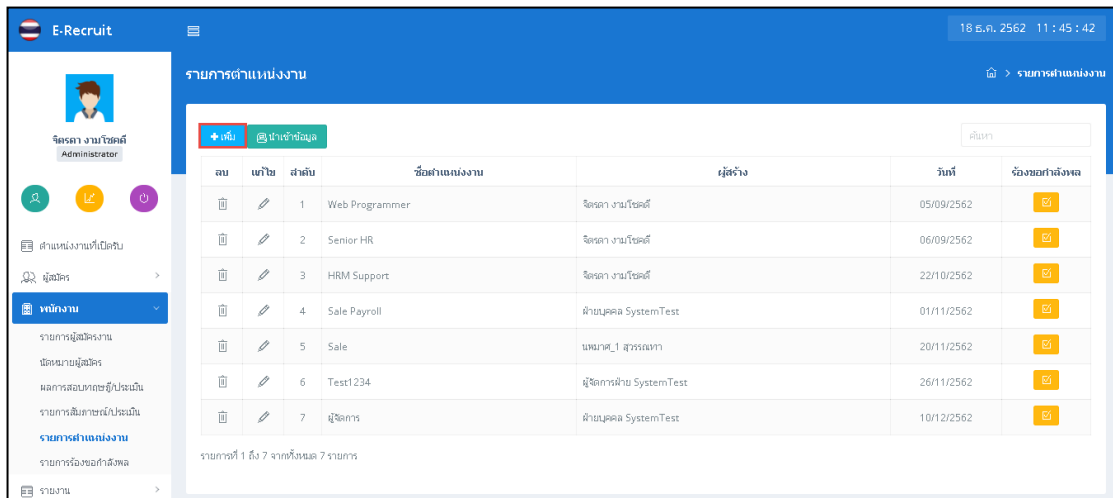 E-Recruit
18 ธ.ค. 2562 11 : 45 : 42
จิตรดา งามโชคดี
Administrator
ตำแหน่งงานที่เปิดรับ
ผู้สมัคร
พนักงาน
รายการผู้สมัครงาน
นัดหมายผู้สมัคร
ผลการสอบทฤษฎี/ประเมิน
รายการสัมภาษณ์/ประเมิน
รายการตำแหน่งงาน
รายการร้องขอกำลังพล
รายงาน
รายการตำแหน่งงาน
> รายการตำแหน่งงาน
+ เพิ่ม นำเข้าข้อมูล ค้นหา
ลบ แก้ไข ลำดับ ชื่อตำแหน่งงาน ผู้สร้าง วันที่ ร้องขอกำลังพล
1 Web Programmer จิตรดา งามโชคดี 05/09/2562
2 Senior HR จิตรดา งามโชคดี 06/09/2562
3 HRM Support จิตรดา งามโชคดี 22/10/2562
4 Sale Payroll ฝ่ายบุคคล SystemTest 01/11/2562
5 Sale นพมาศ_1 สุวรรณทา 20/11/2562
6 Test1234 ผู้จัดการฝ่าย SystemTest 26/11/2562
7 ผู้จัดการ ฝ่ายบุคคล SystemTest 10/12/2562
รายการที่ 1 ถึง 7 จากทั้งหมด 7 รายการ